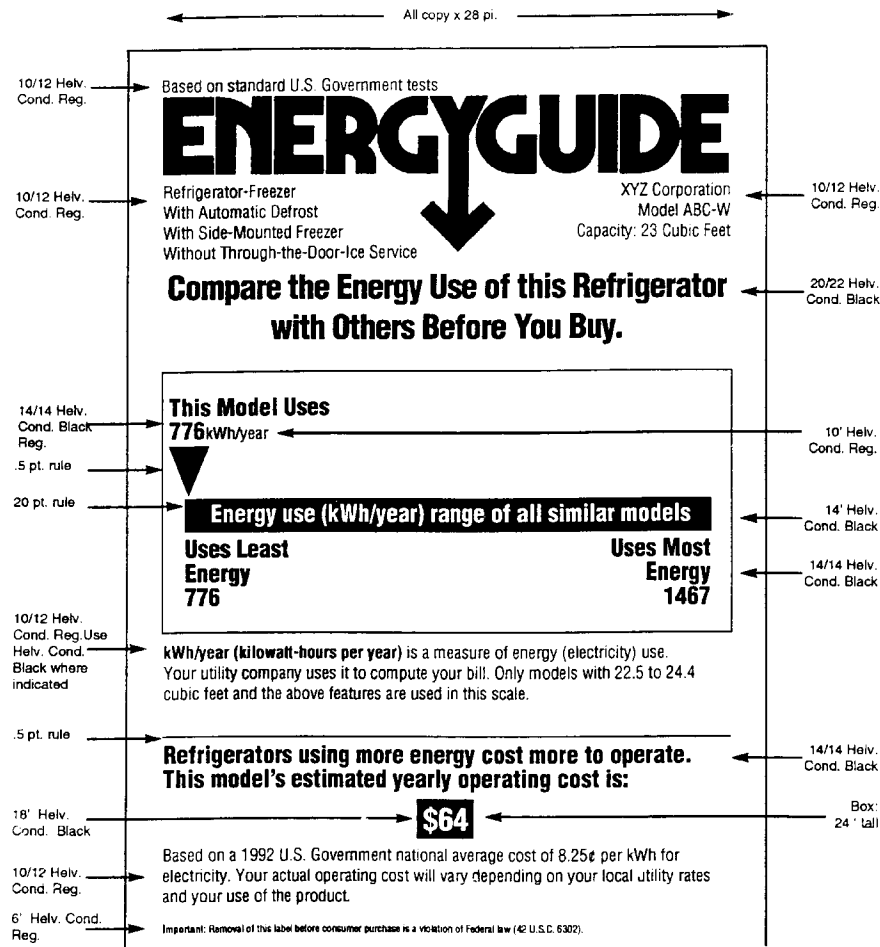 All copy x 28 pi.
10/12 Helv.
Cond. Reg.
Based on standard U.S. Government tests
ENERGYGUIDE
10/12 Helv.
Cond. Reg.
Refrigerator-Freezer
With Automatic Defrost
With Side-Mounted Freezer
Without Through-the-Door-Ice Service
XYZ Corporation
Model ABC-W
Capacity: 23 Cubic Feet
10/12 Helv.
Cond. Reg.
Compare the Energy Use of this Refrigerator
with Others Before You Buy.
20/22 Helv.
Cond. Black
14/14 Helv.
Cond. Black
Reg.
This Model Uses
776kWh/year
10' Helv.
Cond. Reg.
.5 pt. rule
20 pt. rule
Energy use (kWh/year) range of all similar models
14' Helv.
Cond. Black
Uses Least
Energy
776
Uses Most
Energy
1467
14/14 Helv.
Cond. Black
10/12 Helv.
Cond. Reg.Use
Helv. Cond.
Black where
indicated
kWh/year (kilowatt-hours per year) is a measure of energy (electricity) use.
Your utility company uses it to compute your bill. Only models with 22.5 to 24.4
cubic feet and the above features are used in this scale.
.5 pt. rule
Refrigerators using more energy cost more to operate.
This model's estimated yearly operating cost is:
14/14 Helv.
Cond. Black
18' Helv.
Cond. Black
$64
Box:
24 ' tall
10/12 Helv.
Cond. Reg.
Based on a 1992 U.S. Government national average cost of 8.25¢ per kWh for
electricity. Your actual operating cost will vary depending on your local utility rates
and your use of the product.
6' Helv. Cond.
Reg.
Important: Removal of this label before consumer purchase is a violation of Federal law (42 U.S.C. 6302).